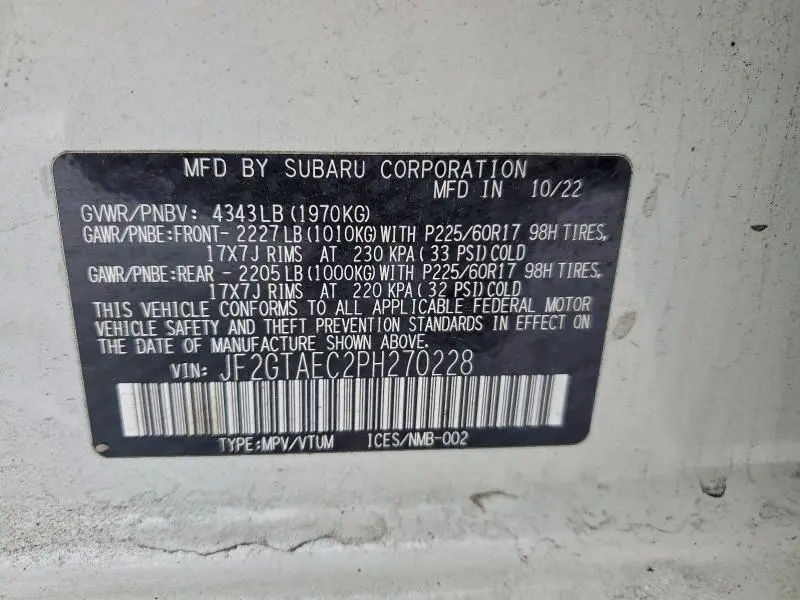 MFD BY SUBARU CORPORATION
MFD IN 10/22
GVWR/PNBV: 4343LB(1970KG)
GAWR/PNBE:FRONT- 2227LB(1010KG)WITH P225/60R17 98H TIRES,
17X7J RIMS AT 230 KPA( 33 PSI)COLD
GAWR/PNBE:REAR - 2205LB(1000KG)WITH P225/60R17 98H TIRES,
17X7J RIMS AT 220 KPA( 32 PSI)COLD
THIS VEHICLE CONFORMS TO ALL APPLICABLE FEDERAL MOTOR
VEHICLE SAFETY AND THEFT PREVENTION STANDARDS IN EFFECT ON
THE DATE OF MANUFACTURE SHOWN ABOVE.
VIN: JF2GTAEC2PH270228
TYPE:MPV/VTUM ICES/NMB-002